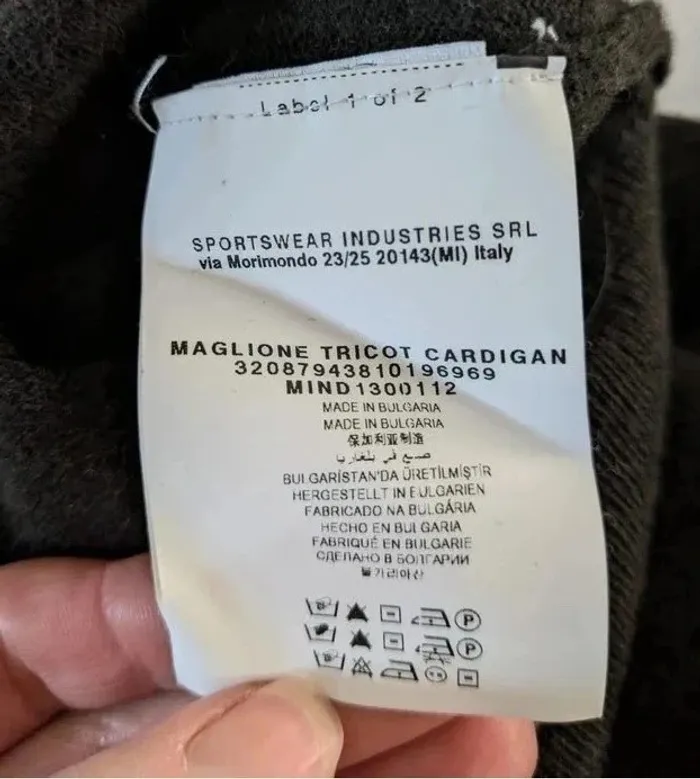 Label 1 of 2
SPORTSWEAR INDUSTRIES SRL
via Morimondo 23/25 20143(MI) Italy
MAGLIONE TRICOT CARDIGAN
32087943810196969
MIND1300112
MADE IN BULGARIA
MADE IN BULGARIA
保加利亚制造
صنع في بلغاريا
BULGARİSTAN'DA ÜRETİLMİŞTİR
HERGESTELLT IN BULGARIEN
FABRICADO NA BULGÁRIA
HECHO EN BULGARIA
FABRIQUÉ EN BULGARIE
СДЕЛАНО В БОЛГАРИИ
불가리아산
P
P